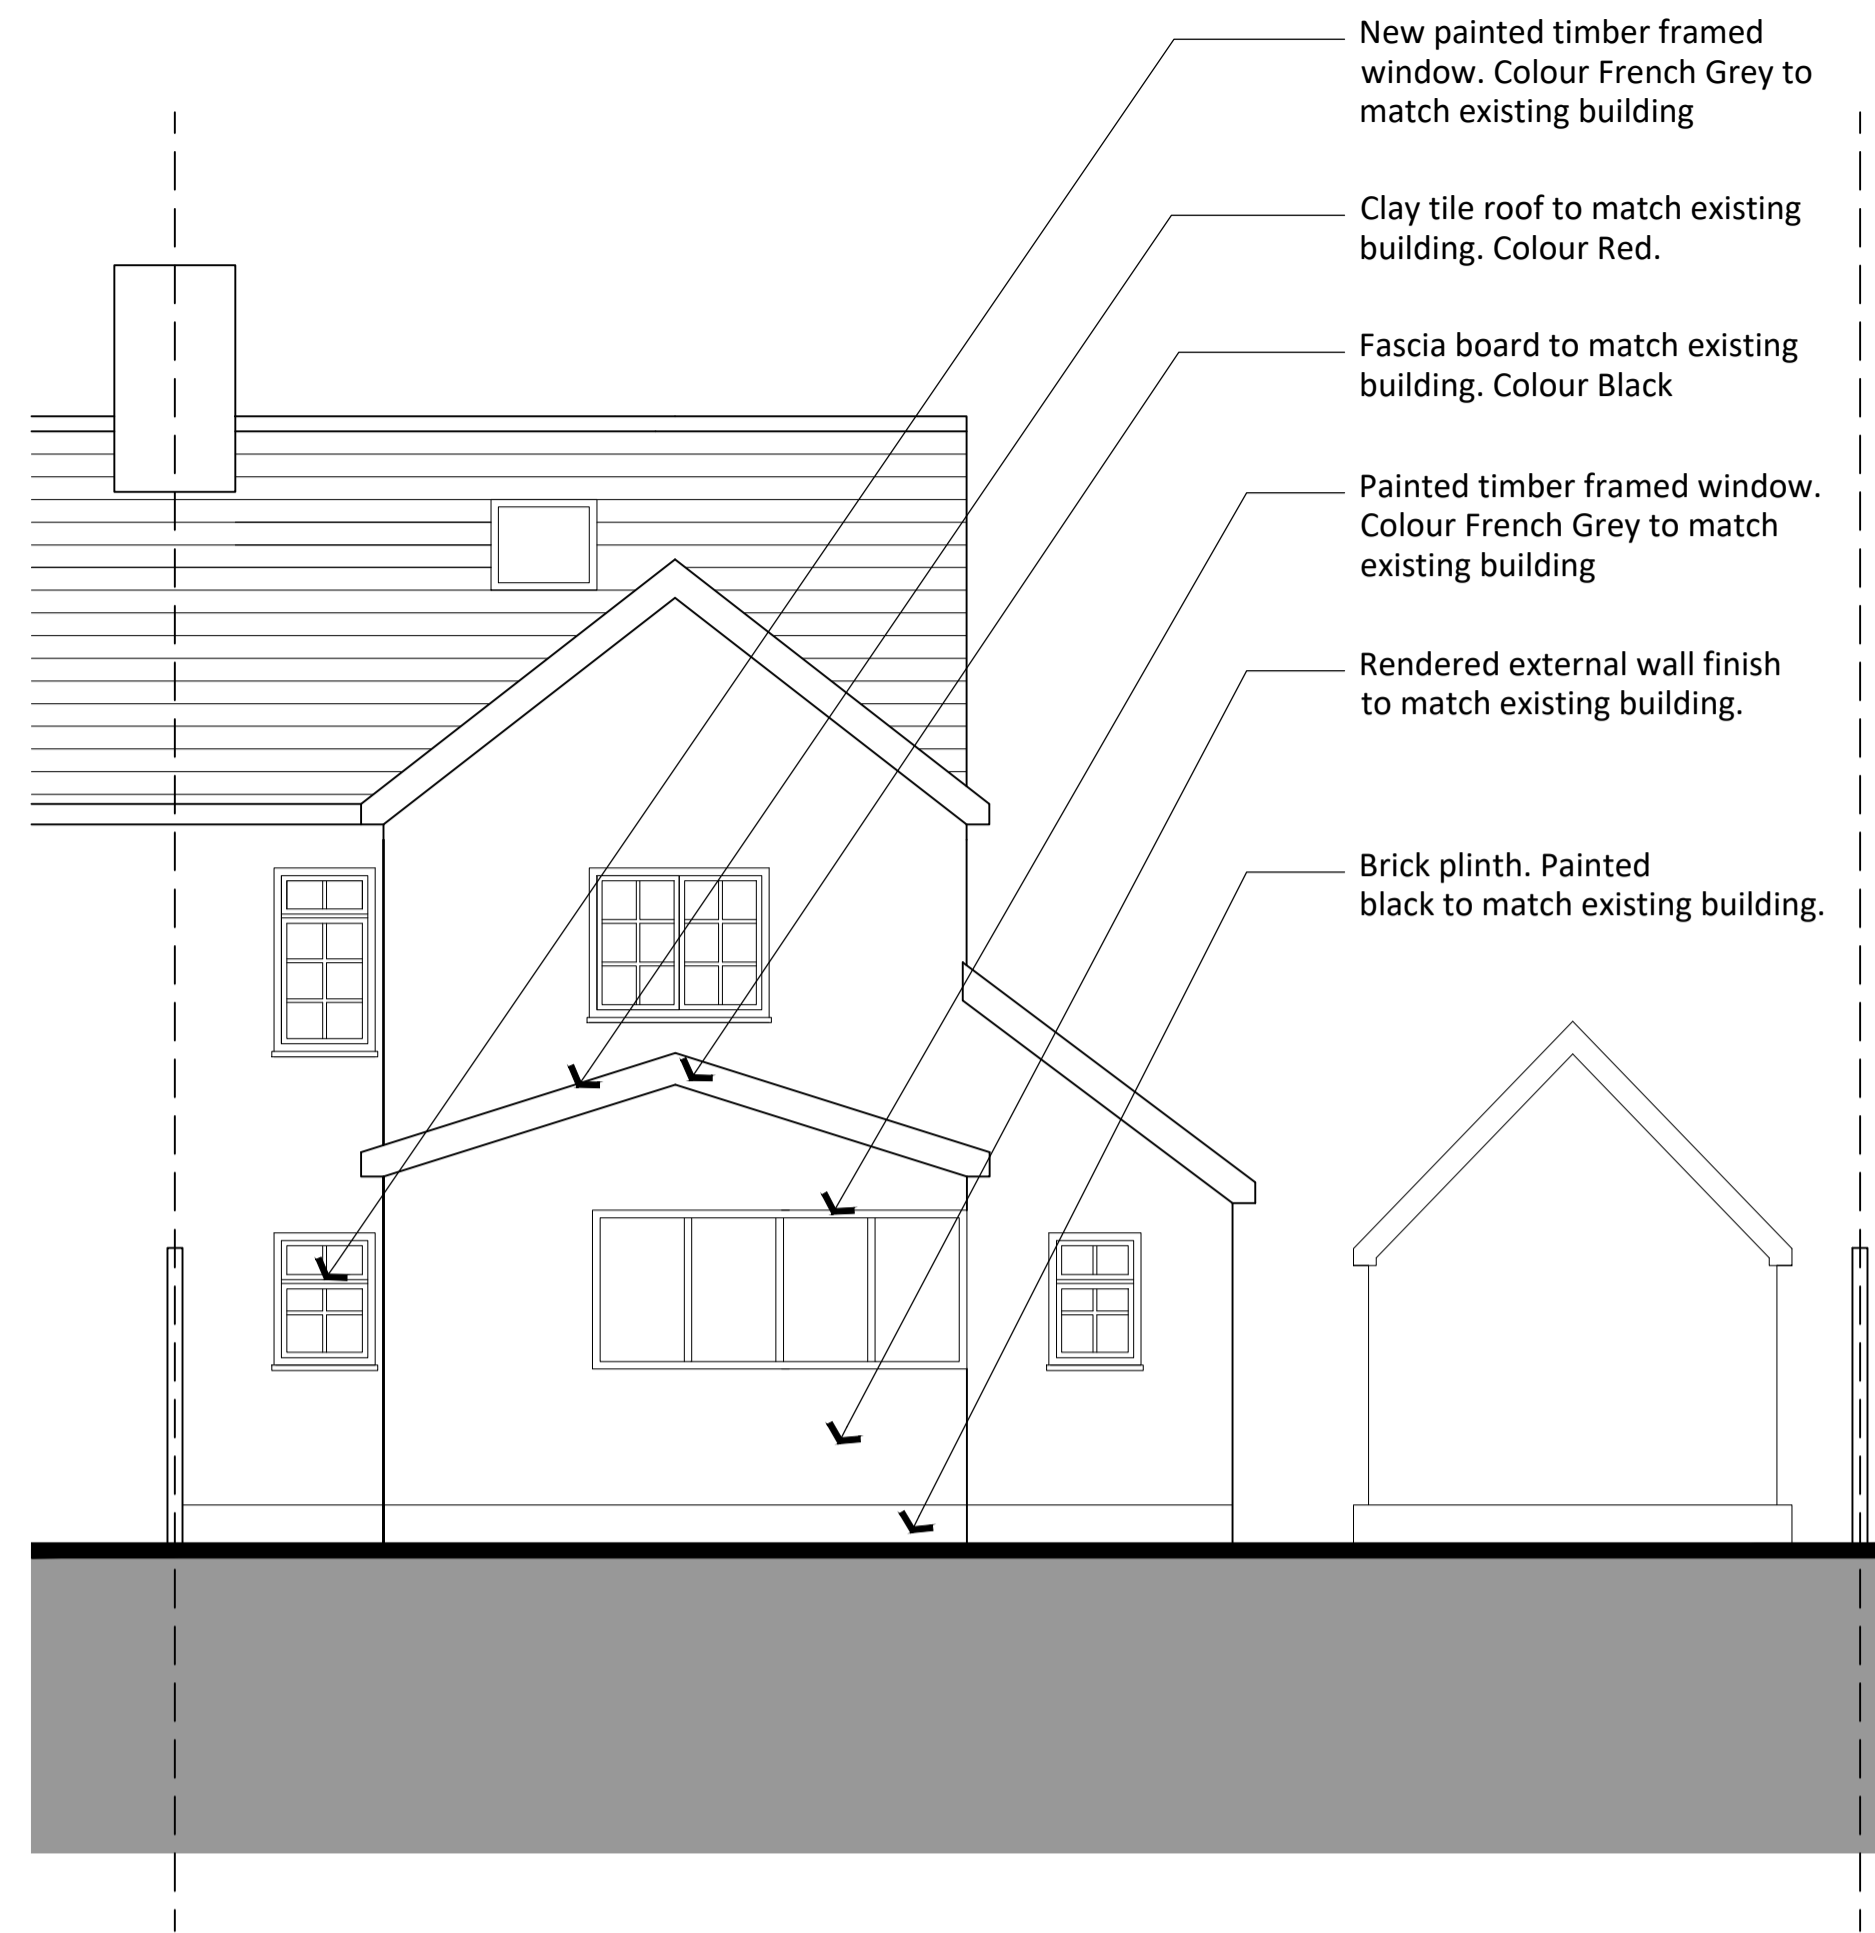 New painted timber framed
window. Colour French Grey to
match existing building
Clay tile roof to match existing
building. Colour Red.
Fascia board to match existing
building. Colour Black
Painted timber framed window.
Colour French Grey to match
existing building
Rendered external wall finish
to match existing building.
Brick plinth. Painted
black to match existing building.